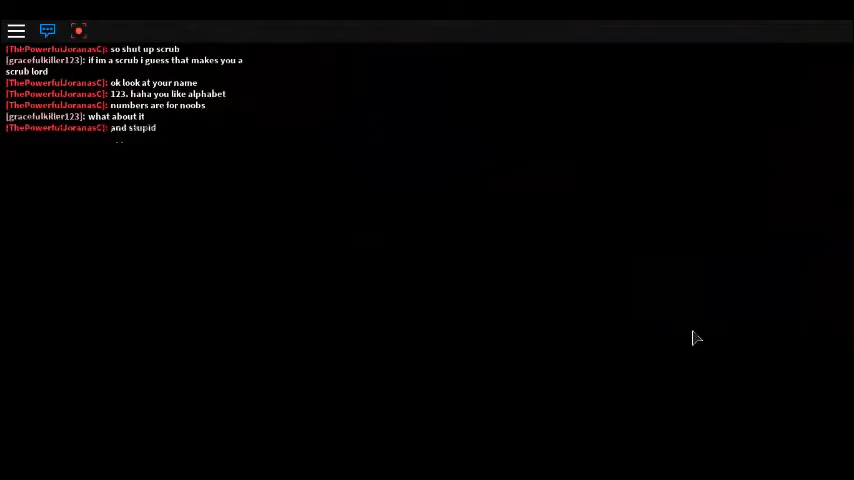 [ThePowerfulJoranasC]: so shut up scrub
[gracefulkiller123]: if im a scrub i guess that makes you a
scrub lord
[ThePowerfulJoranasC]: ok look at your name
[ThePowerfulJoranasC]: 123. haha you like alphabet
[ThePowerfulJoranasC]: numbers are for noobs
[gracefulkiller123]: what about it
[ThePowerfulJoranasC]: and stupid